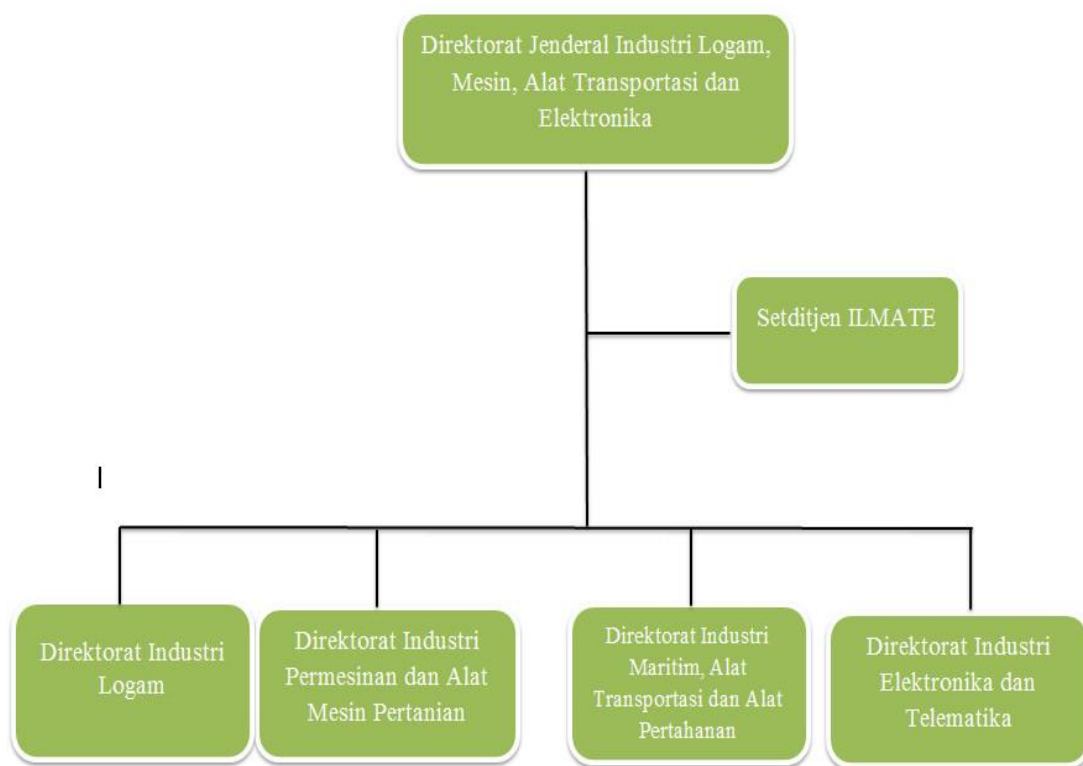 Direktorat Jenderal Industri Logam,
Mesin, Alat Transportasi dan
Elektronika
Setditjen ILMATE
Direktorat Industri
Logam
Direktorat Industri
Permesinan dan Alat
Mesin Pertanian
Direktorat Industri
Maritim, Alat
Transportasi dan Alat
Pertahanan
Direktorat Industri
Elektronika dan
Telematika